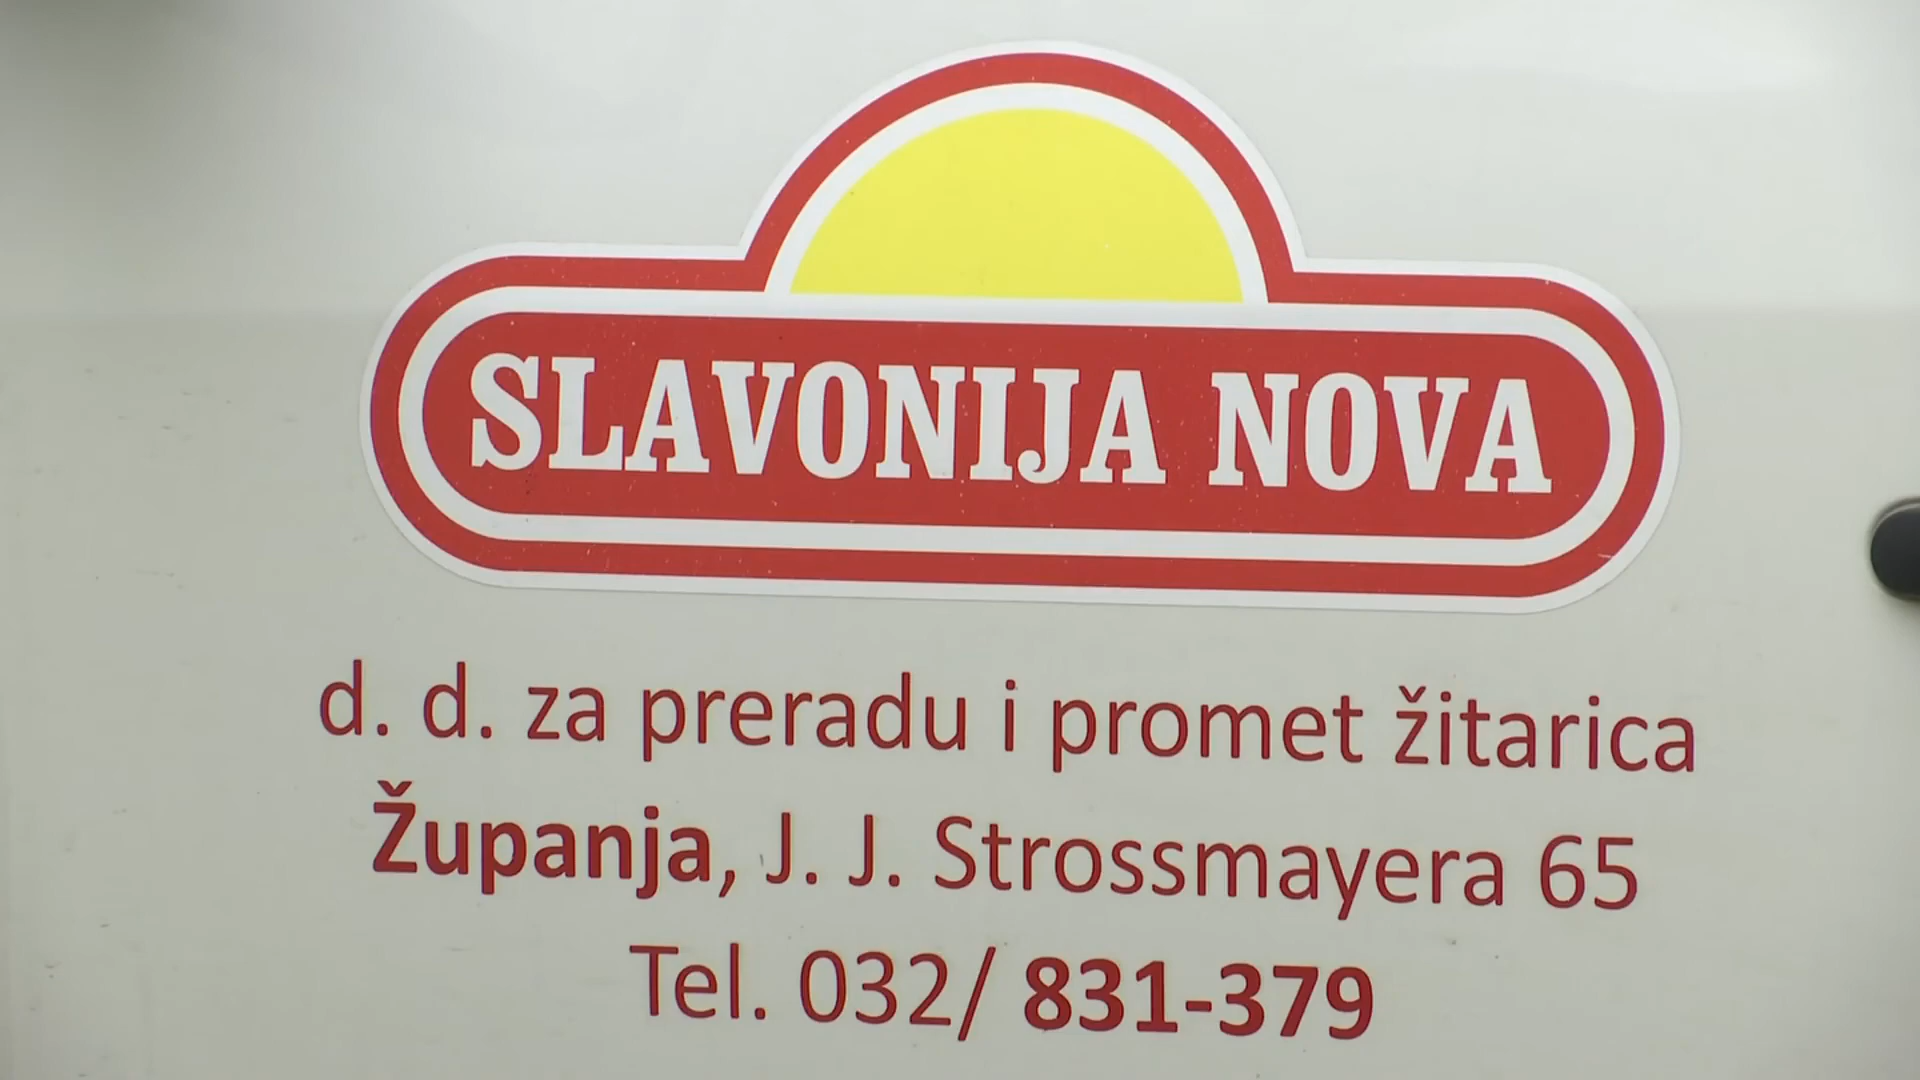 SLAVONIJA NOVA
d. d. za preradu i promet žitarica
Županja, J. J. Strossmayera 65
Tel. 032/ 831-379